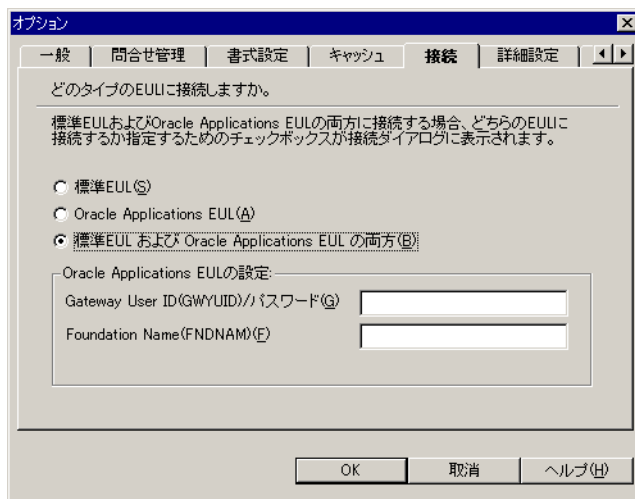 オプション
一般 問合せ管理 書式設定 キャッシュ 接続 詳細設定
どのタイプのEULに接続しますか。
標準EULおよびOracle Applications EULの両方に接続する場合、どちらのEULに
接続するか指定するためのチェックボックスが接続ダイアログに表示されます。
標準EUL(S)
Oracle Applications EUL(A)
標準EUL および Oracle Applications EUL の両方(B)
Oracle Applications EULの設定:
Gateway User ID(GWYUID)/パスワード(G)
Foundation Name(FNDNAM)(F)
OK 取消 ヘルプ(H)